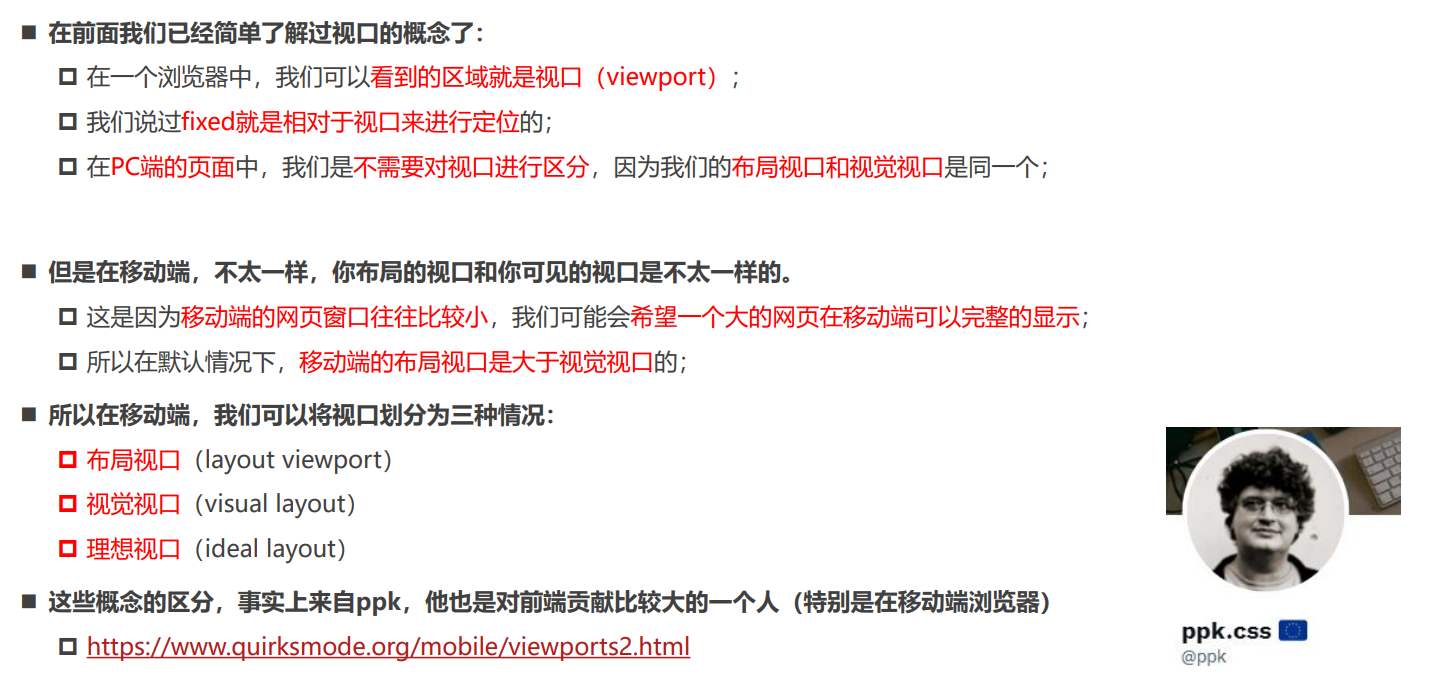 在前面我们已经简单了解过视口的概念了：
在一个浏览器中，我们可以看到的区域就是视口（viewport）；
我们说过fixed就是相对于视口来进行定位的；
在PC端的页面中，我们是不需要对视口进行区分，因为我们的布局视口和视觉视口是同一个；
但是在移动端，不太一样，你布局的视口和你可见的视口是不太一样的。
这是因为移动端的网页窗口往往比较小，我们可能会希望一个大的网页在移动端可以完整的显示；
所以在默认情况下，移动端的布局视口是大于视觉视口的；
所以在移动端，我们可以将视口划分为三种情况：
布局视口（layout viewport）
视觉视口（visual layout）
理想视口（ideal layout）
这些概念的区分，事实上来自ppk，他也是对前端贡献比较大的一个人（特别是在移动端浏览器）
https://www.quirksmode.org/mobile/viewports2.html
ppk.css 🇪🇺
@ppk